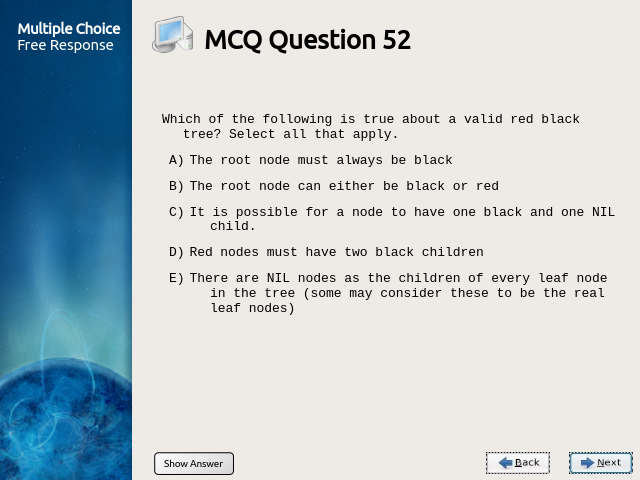 Multiple Choice
Free Response
MCQ Question 52
Which of the following is true about a valid red black
tree? Select all that apply.
A) The root node must always be black
B) The root node can either be black or red
C) It is possible for a node to have one black and one NIL
child.
D) Red nodes must have two black children
E) There are NIL nodes as the children of every leaf node
in the tree (some may consider these to be the real
leaf nodes)
Show Answer
Back
Next